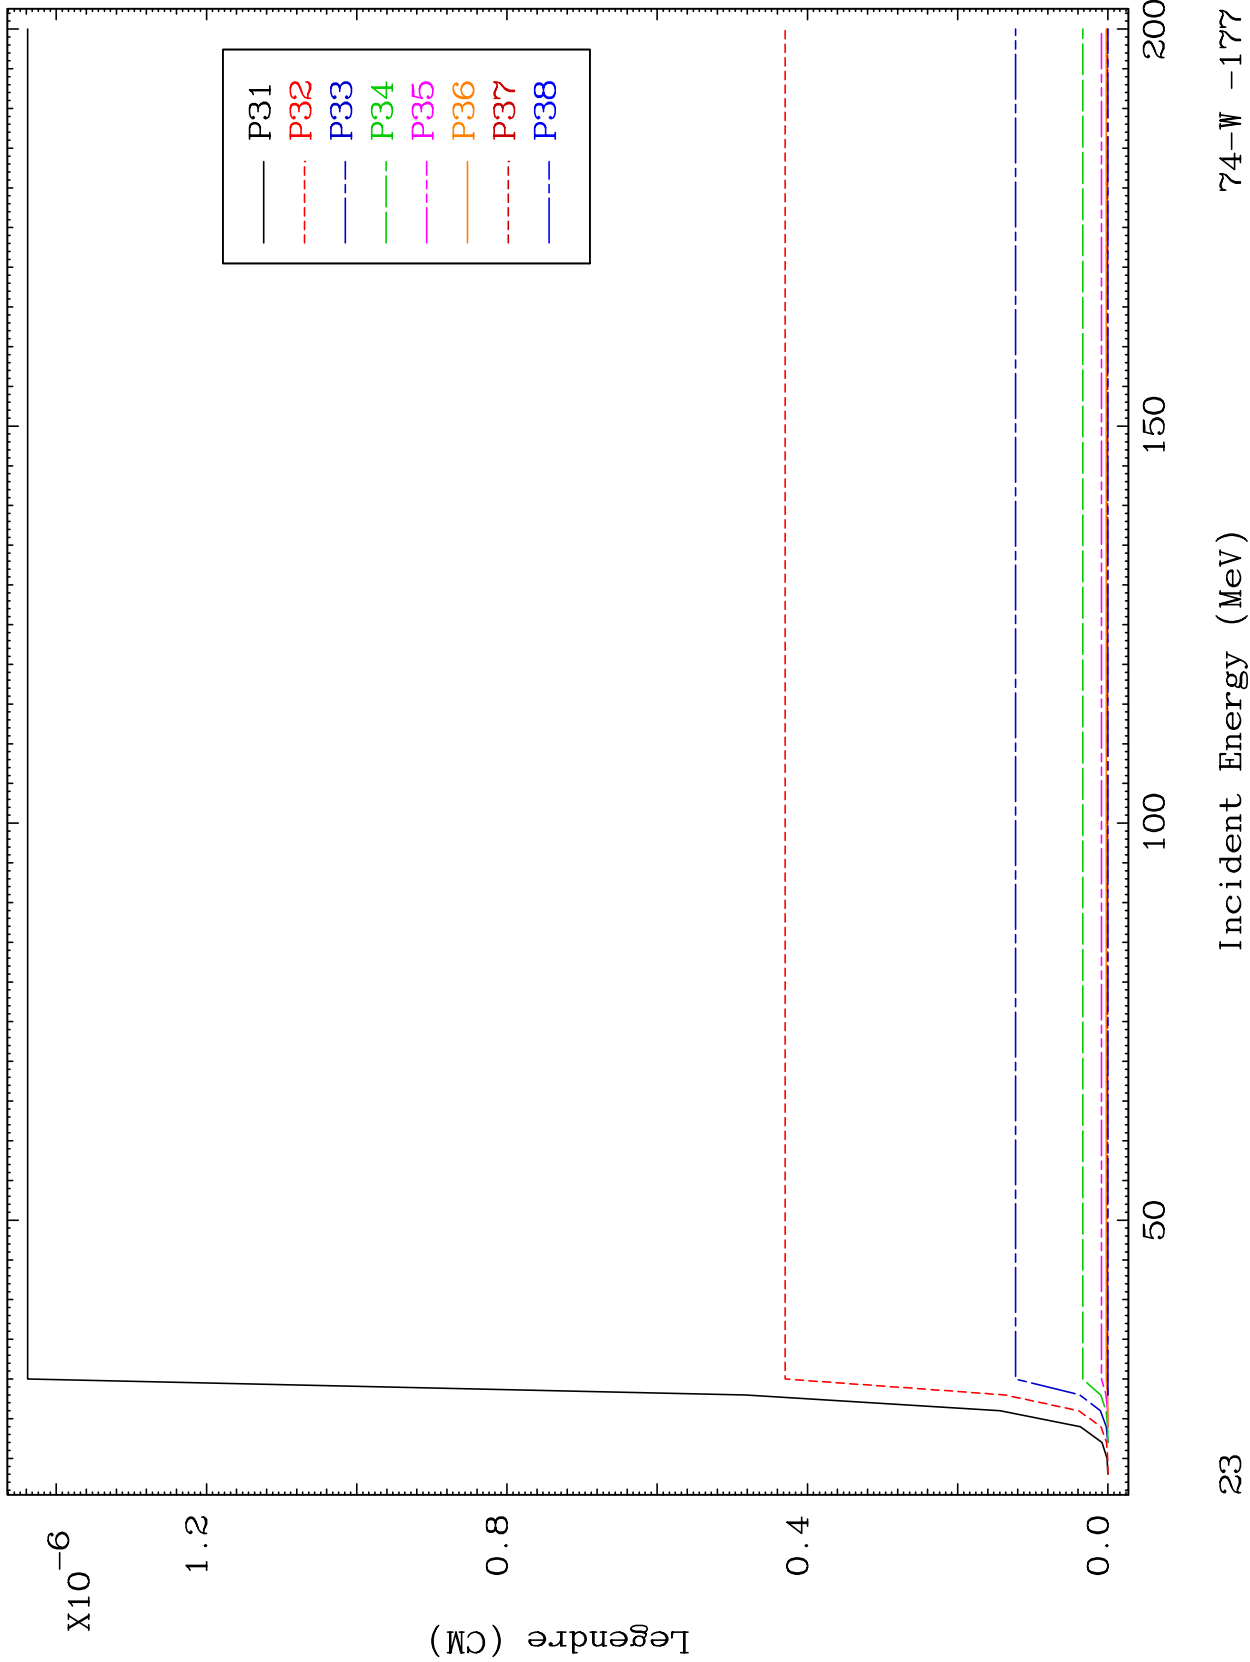 X10-6
1.2
0.8
0.4
0.0
Legendre (CM)
P31
P32
P33
P34
P35
P36
P37
P38
50
100
150
200
23
Incident Energy (MeV)
74-W -177